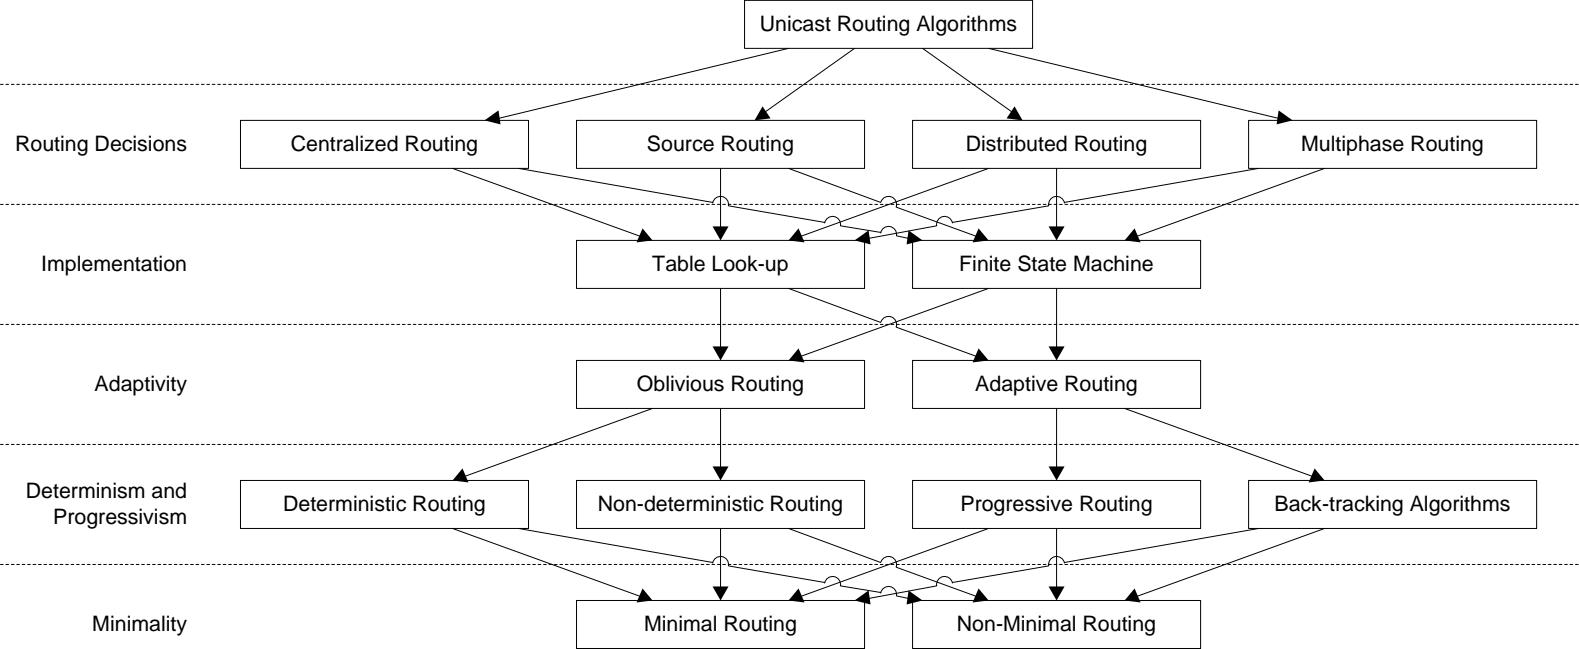 Unicast Routing Algorithms
Routing Decisions
Centralized Routing
Source Routing
Distributed Routing
Multiphase Routing
Implementation
Table Look-up
Finite State Machine
Adaptivity
Oblivious Routing
Adaptive Routing
Determinism and
Progressivism
Deterministic Routing
Non-deterministic Routing
Progressive Routing
Back-tracking Algorithms
Minimality
Minimal Routing
Non-Minimal Routing